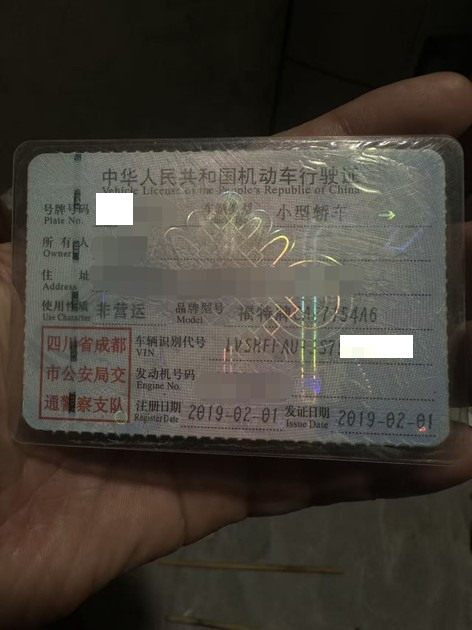 中华人民共和国机动车行驶证
Vehicle License of the People's Republic of China
号牌号码
Plate No.
车辆类型 小型轿车
所有人
Owner
住址
Address
使用性质 非营运
Use Character
品牌型号
Model
车辆识别代号
VIN
发动机号码
Engine No.
注册日期 2019-02-01
Register Date
发证日期 2019-02-01
Issue Date
四川省成都
市公安局交
通警察支队